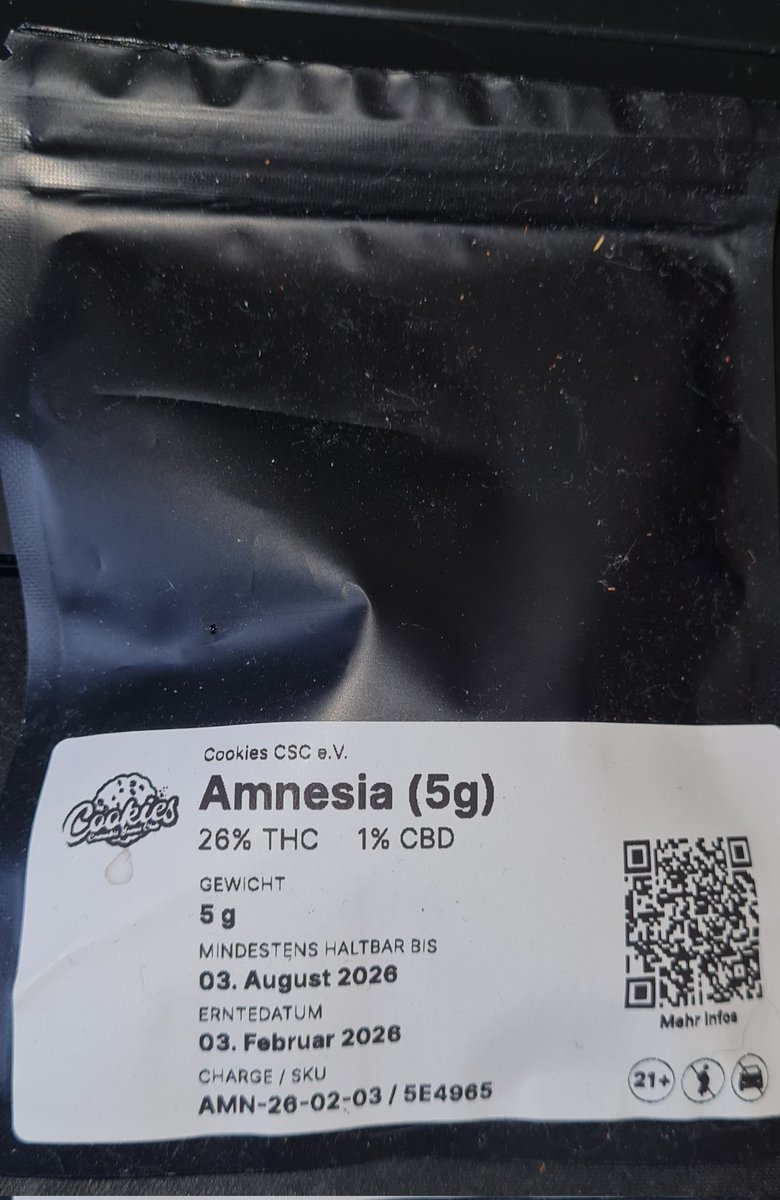 Cookies CSC e.V.
Amnesia (5g)
Cookies
26% THC 1% CBD
GEWICHT
5 g
MINDESTENS HALTBAR BIS
03. August 2026
ERNTEDATUM
03. Februar 2026
Mehr Infos
CHARGE / SKU
AMN-26-02-03 / 5E4965
21+